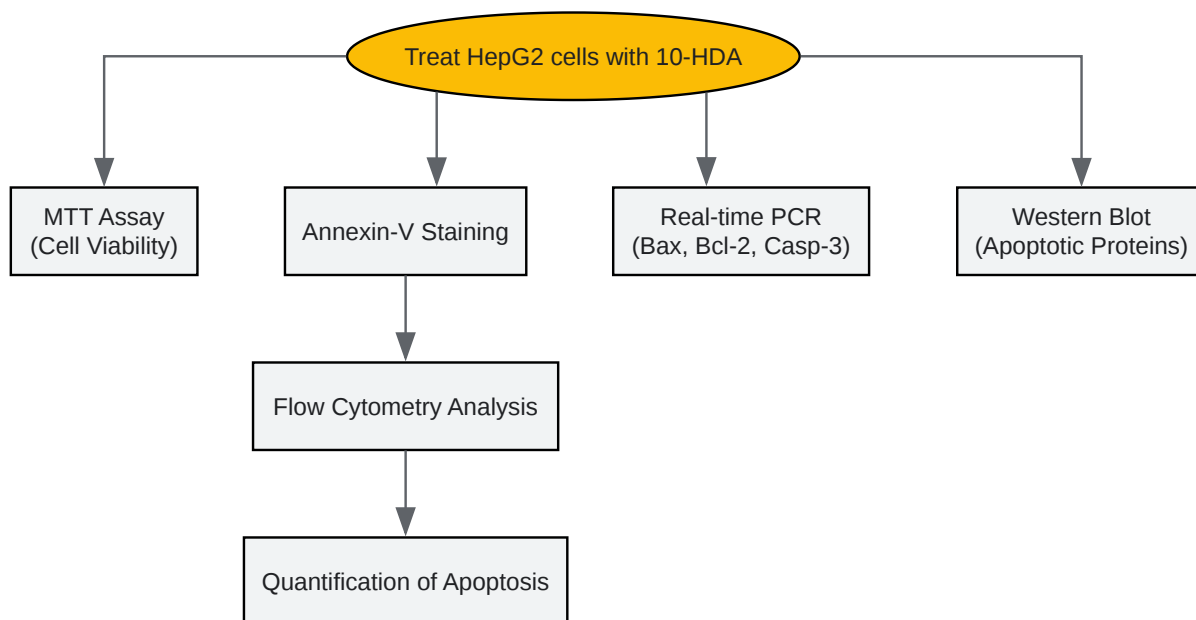 Treat HepG2 cells with 10-HDA
MTT Assay
(Cell Viability)
Annexin-V Staining
Real-time PCR
(Bax, Bcl-2, Casp-3)
Western Blot
(Apoptotic Proteins)
Flow Cytometry Analysis
Quantification of Apoptosis